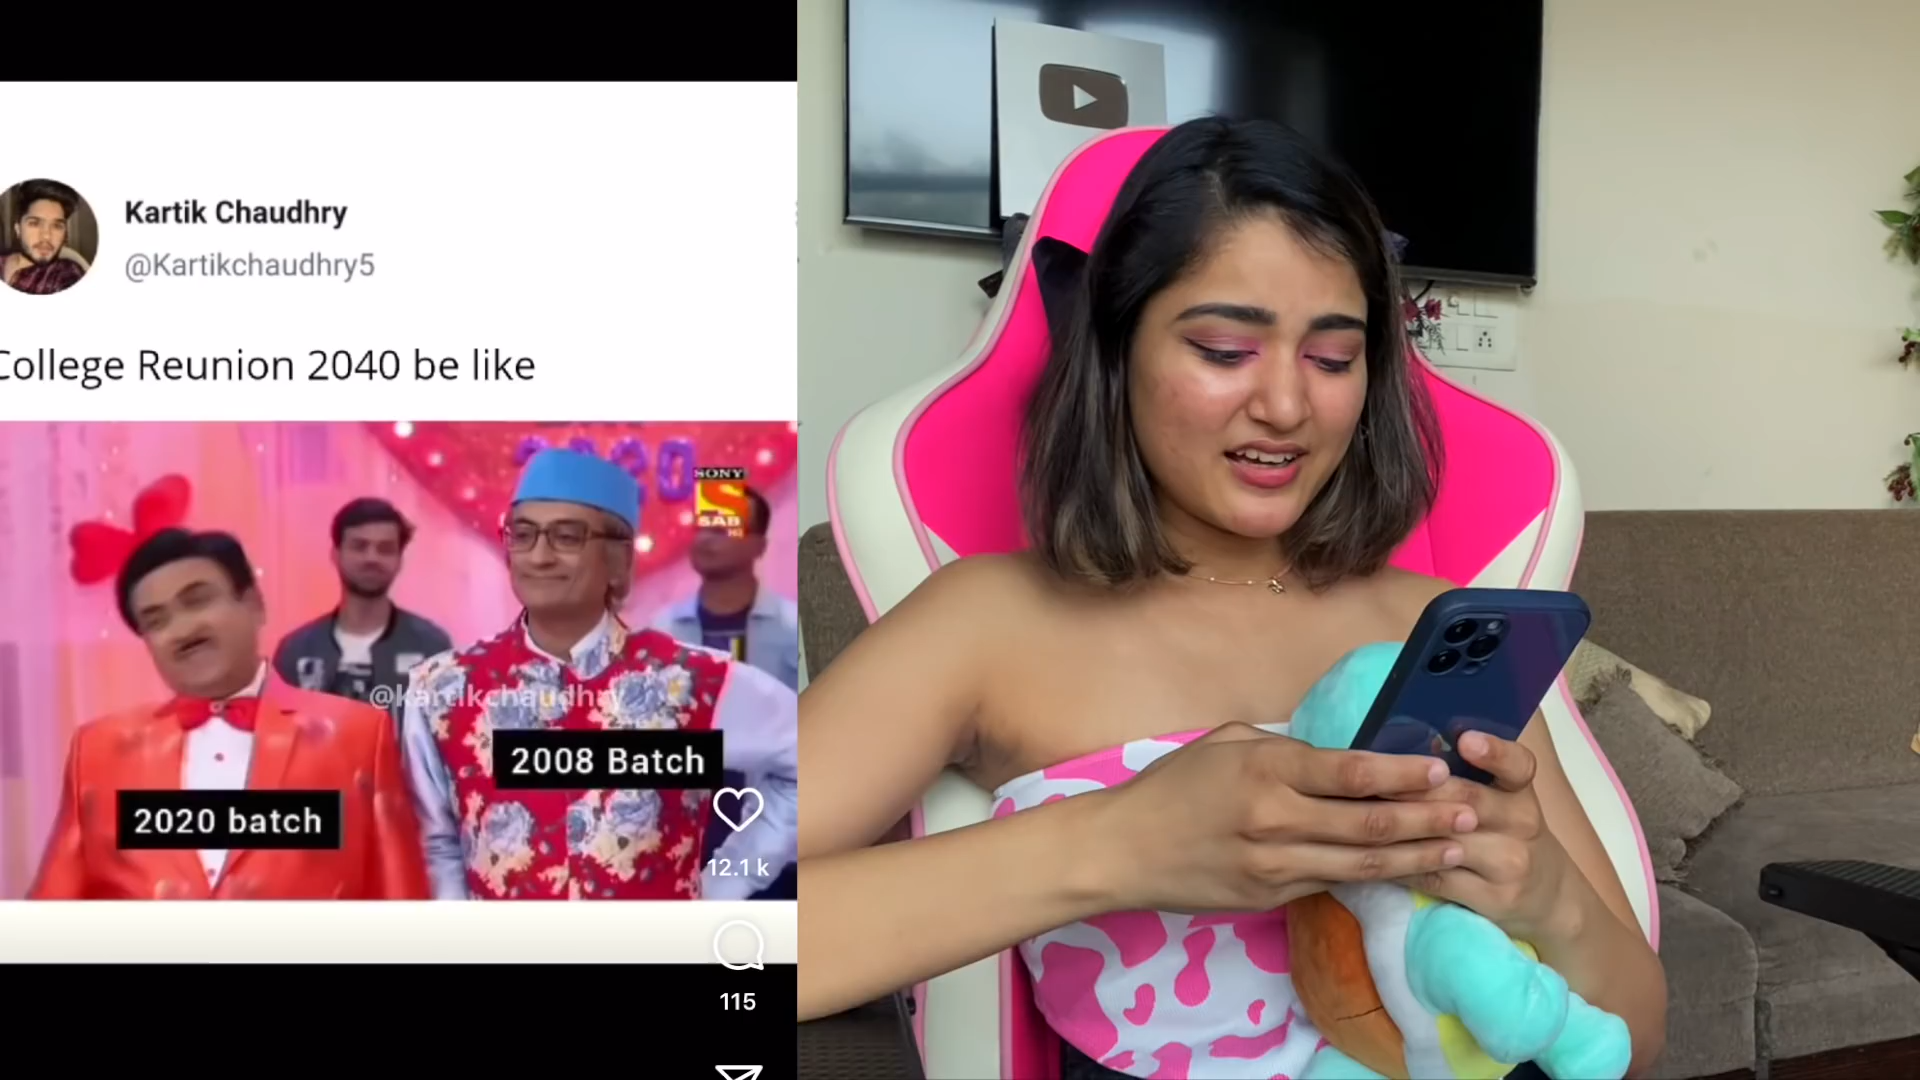 Kartik Chaudhry
@Kartikchaudhry5
College Reunion 2040 be like
SONY
SAB
@kartikchaudhry
2008 Batch
2020 batch
12.1 k
115